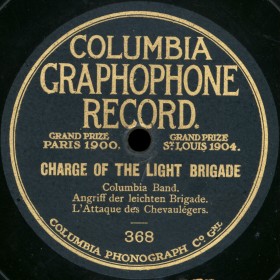 COLUMBIA
GRAPHOPHONE
RECORD.
GRAND PRIZE
PARIS 1900.
GRAND PRIZE
ST. LOUIS 1904.
CHARGE OF THE LIGHT BRIGADE
Columbia Band.
Angriff der leichten Brigade.
L'Attaque des Chevaulégers.
368
COLUMBIA PHONOGRAPH Co GenL.